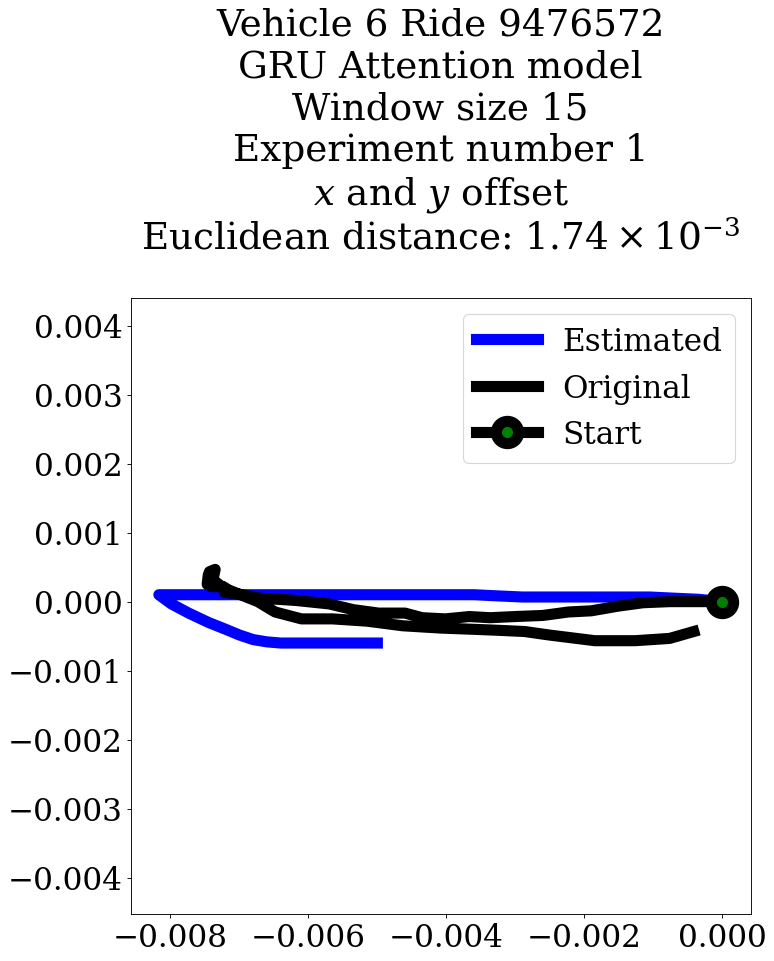 Vehicle 6 Ride 9476572
GRU Attention model
Window size 15
Experiment number 1
x and y offset
Euclidean distance: 1.74 × 10⁻³
Estimated
Original
Start
0.004
0.003
0.002
0.001
0.000
−0.001
−0.002
−0.003
−0.004
−0.008 −0.006 −0.004 −0.002 0.000